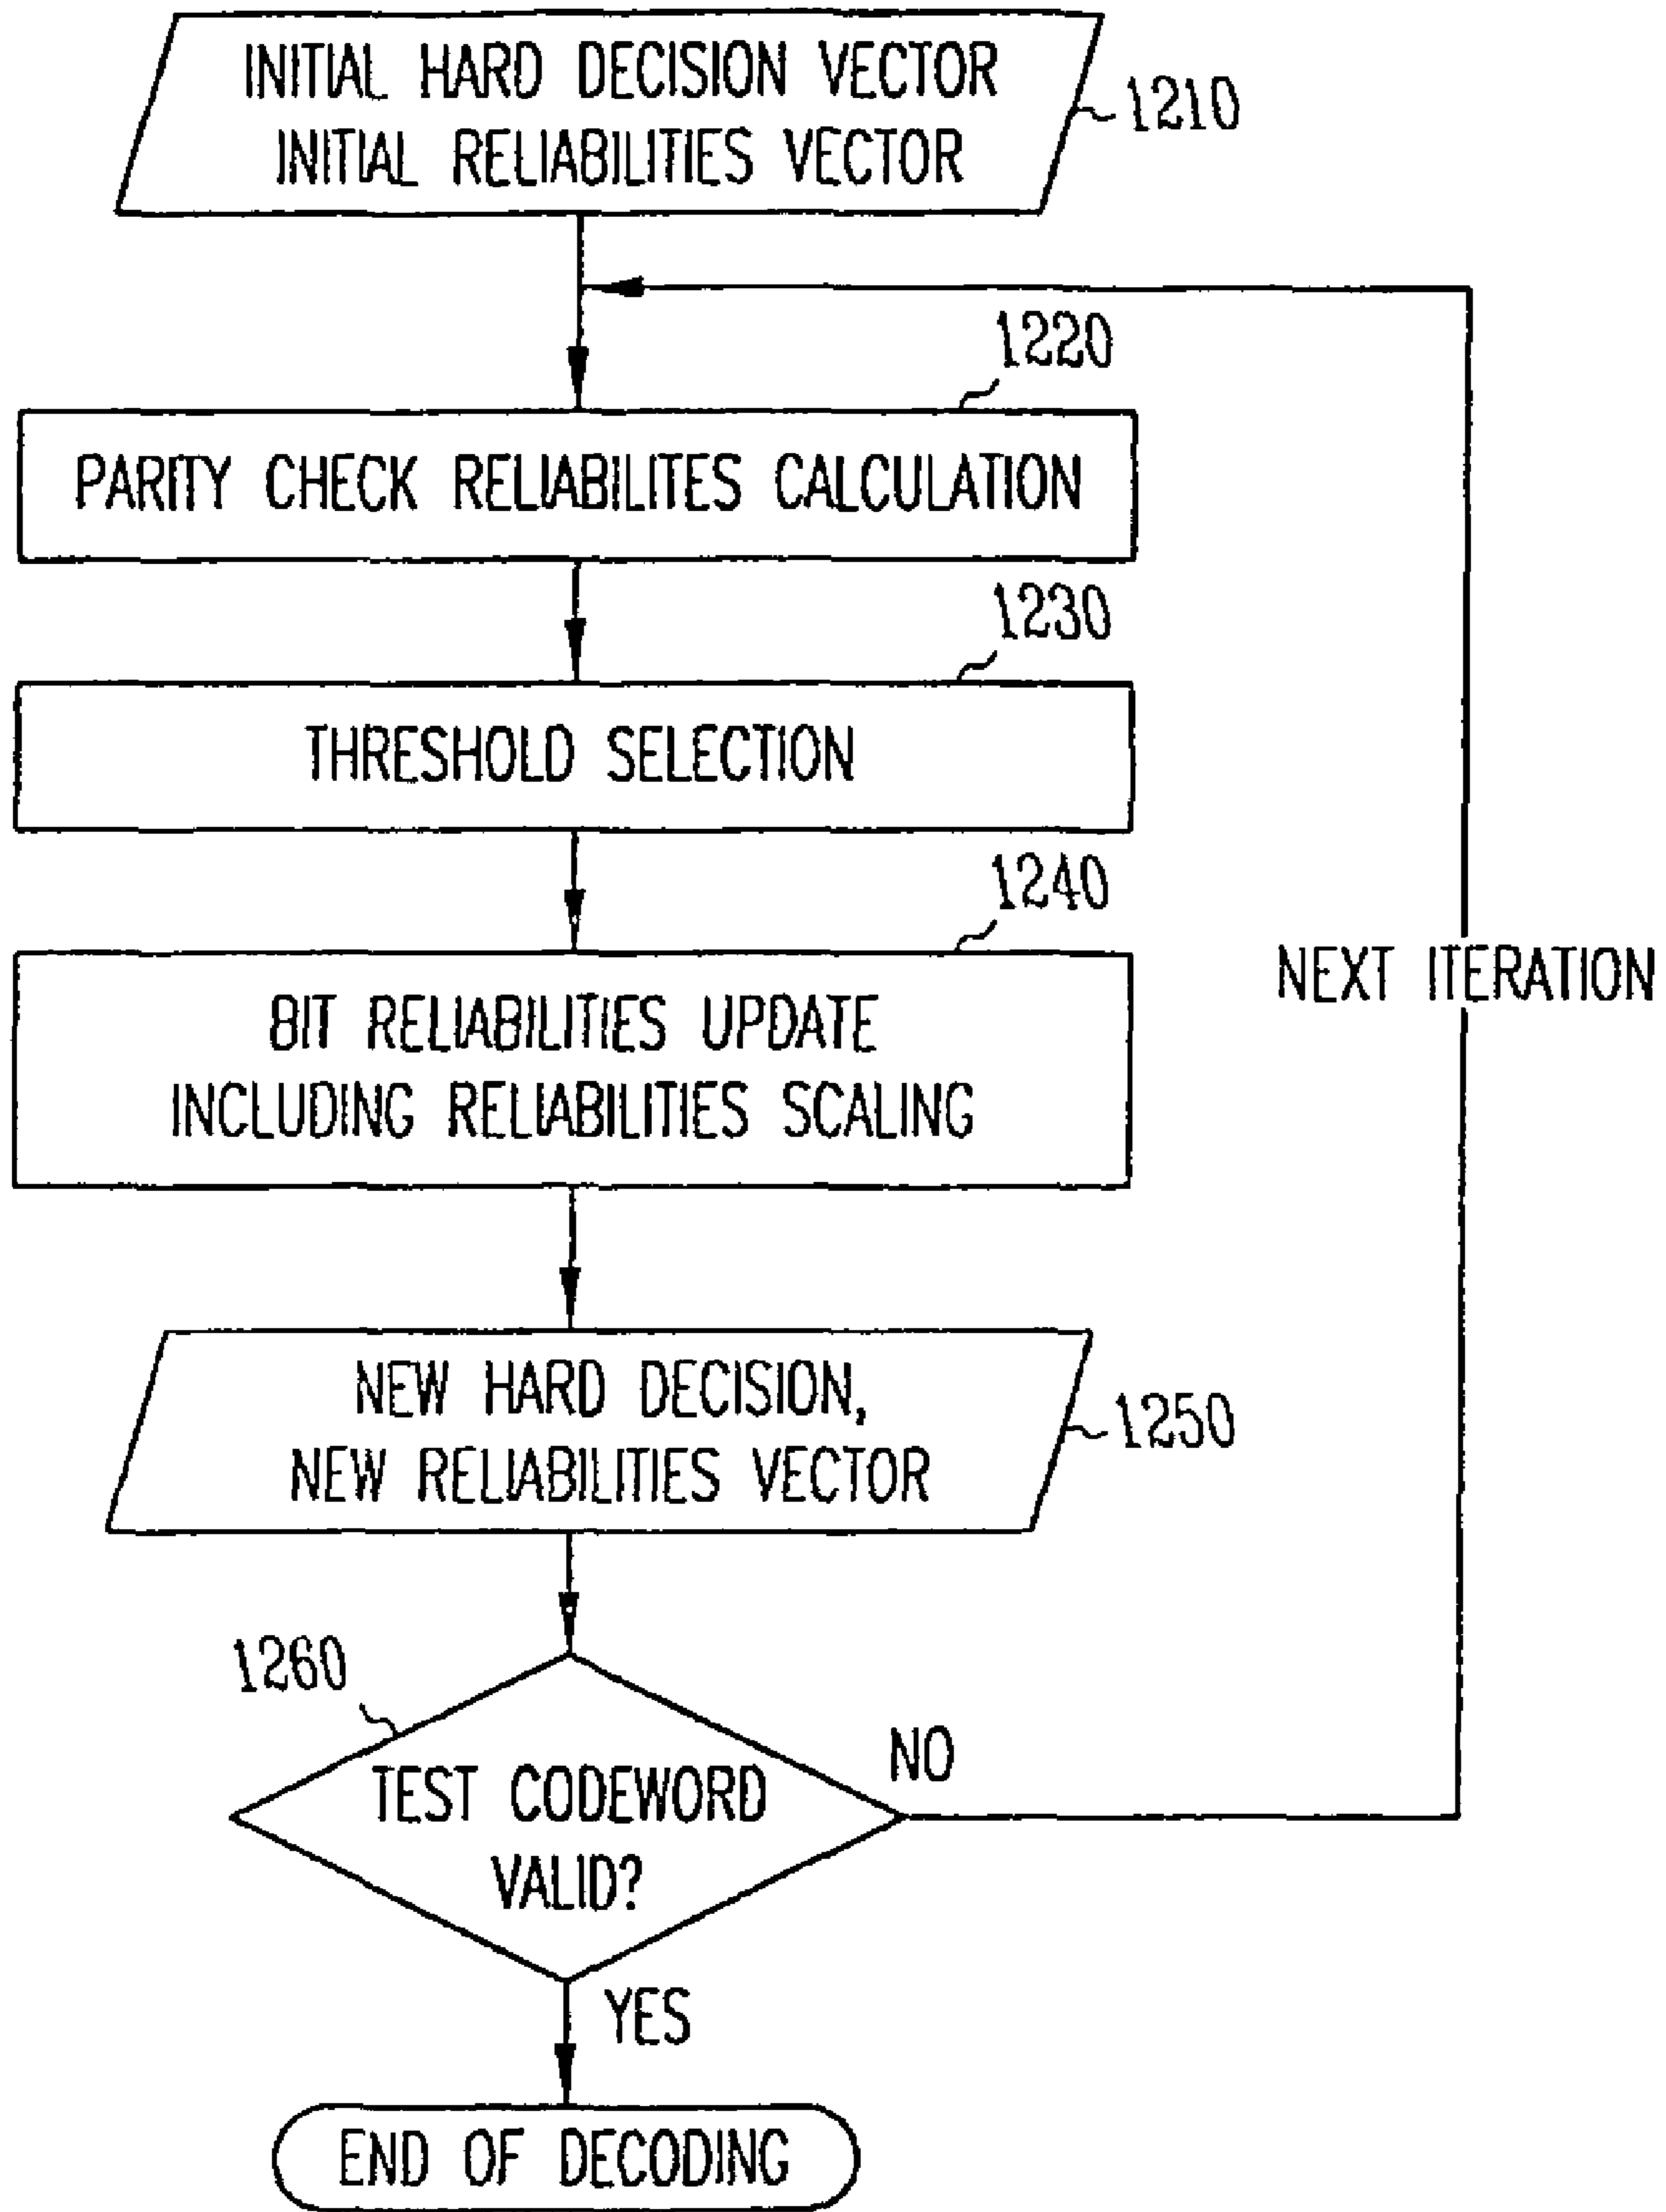 INITIAL HARD DECISION VECTOR
INITIAL RELIABILITIES VECTOR
1210
1220
PARITY CHECK RELIABILITES CALCULATION
1230
THRESHOLD SELECTION
1240
BIT RELIABILITIES UPDATE
INCLUDING RELIABILITIES SCALING
NEXT ITERATION
NEW HARD DECISION,
NEW RELIABILITIES VECTOR
1250
1260
TEST CODEWORD
VALID?
NO
YES
END OF DECODING